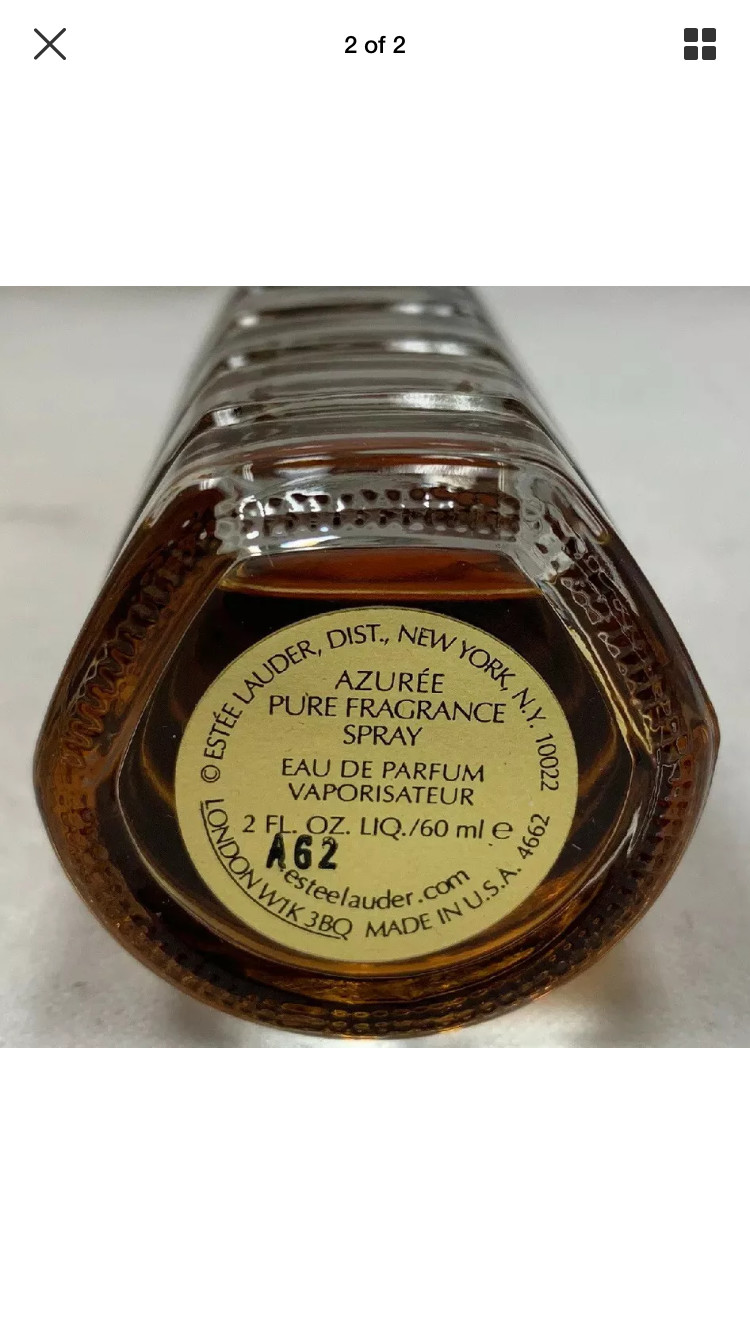 2 of 2
© ESTÉE LAUDER, DIST., NEW YORK, N.Y. 10022
AZURÉE
PURE FRAGRANCE
SPRAY
EAU DE PARFUM
VAPORISATEUR
2 FL. OZ. LIQ./60 ml e
A62
esteelauder.com
LONDON W1K 3BQ MADE IN U.S.A. 4662